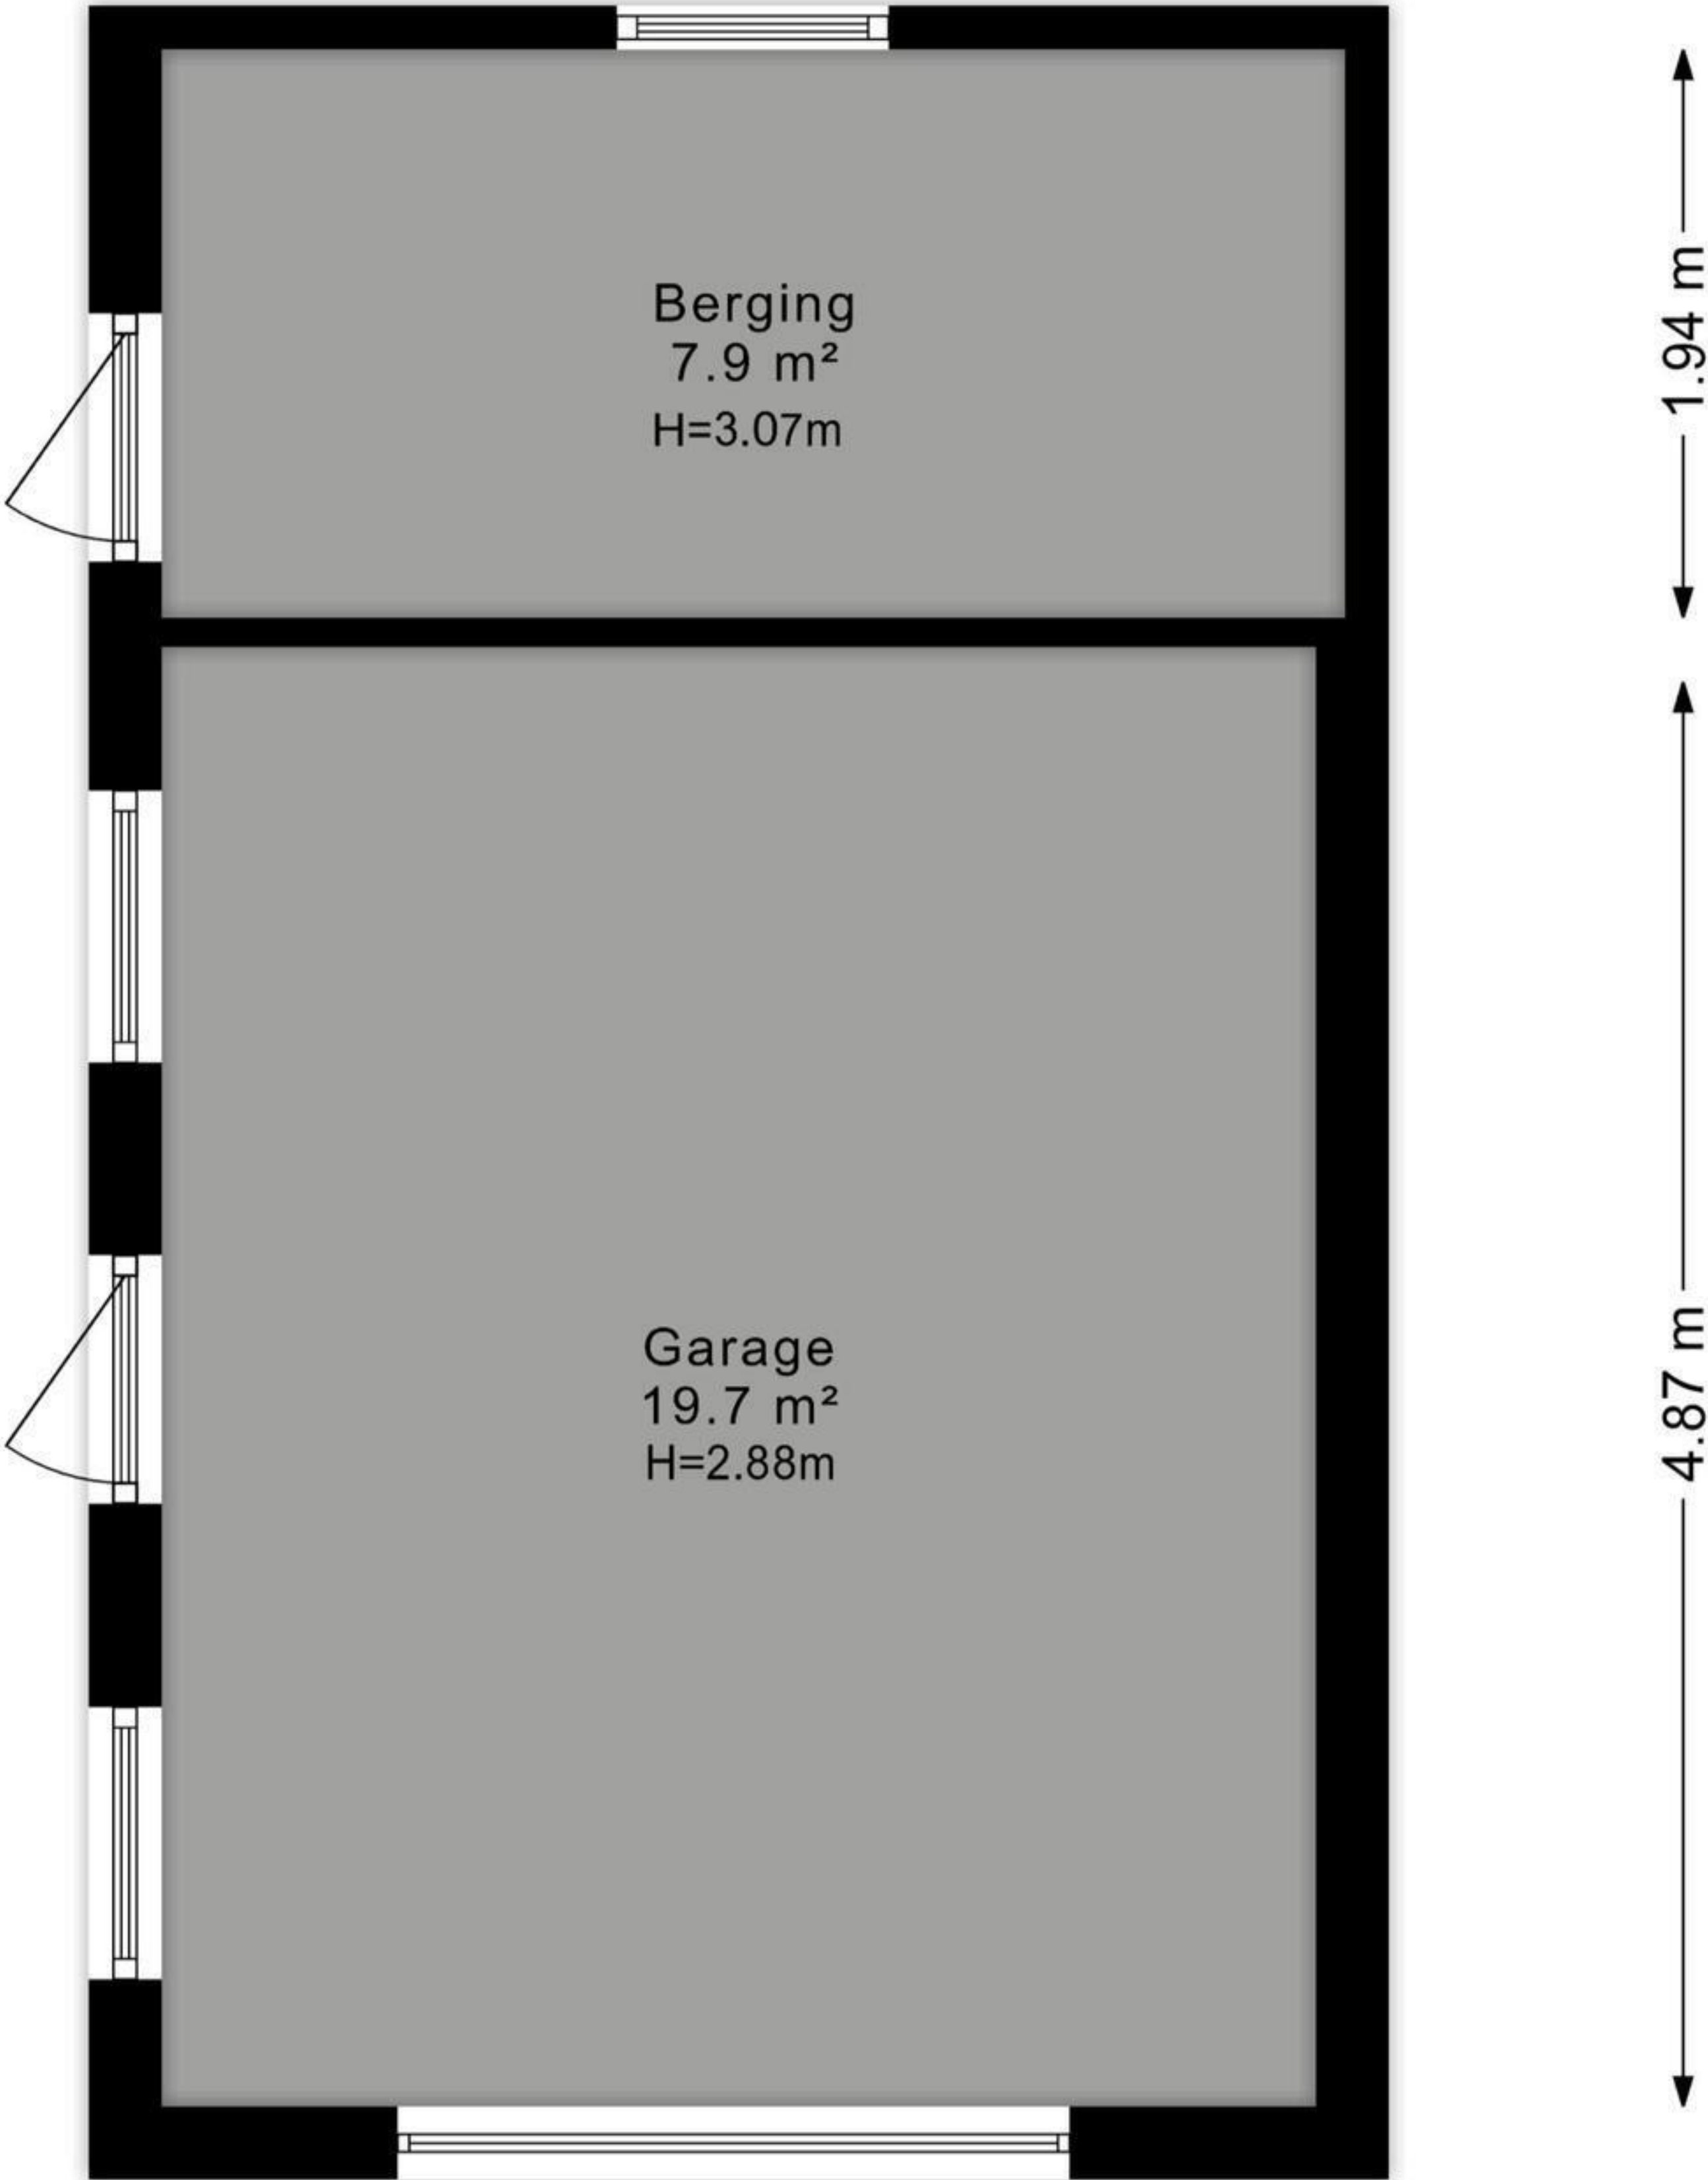 Berging
7.9 m²
H=3.07m
1.94 m
Garage
19.7 m²
H=2.88m
4.87 m